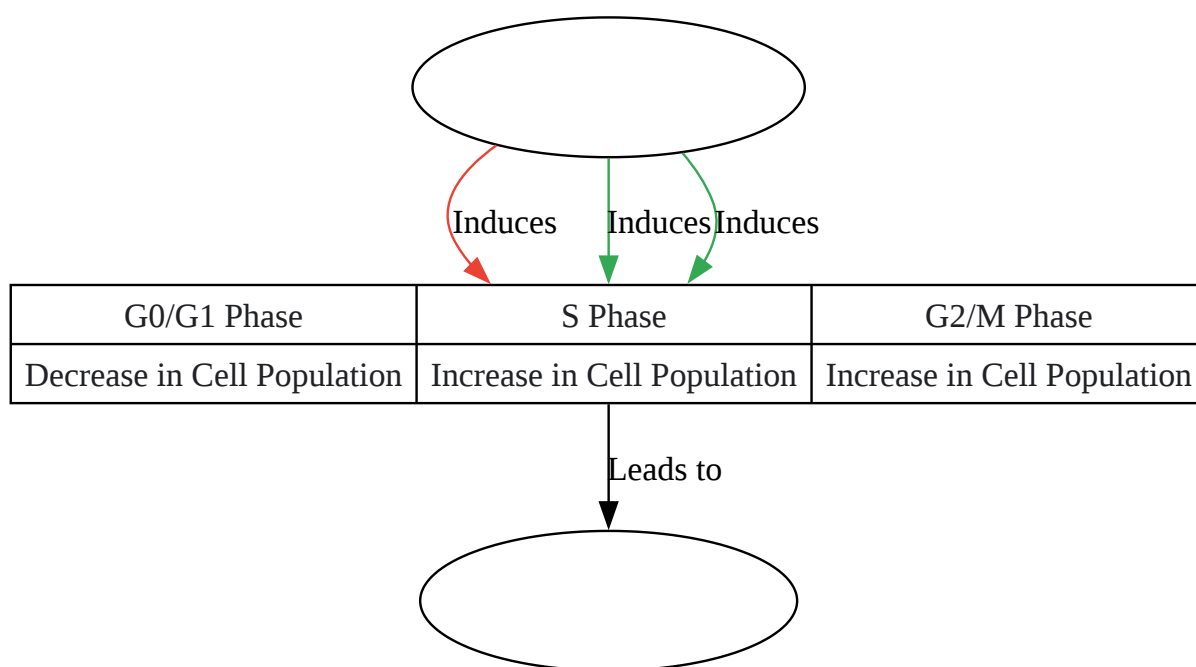 Induces Induces Induces
G0/G1 Phase S Phase G2/M Phase
Decrease in Cell Population Increase in Cell Population Increase in Cell Population
Leads to